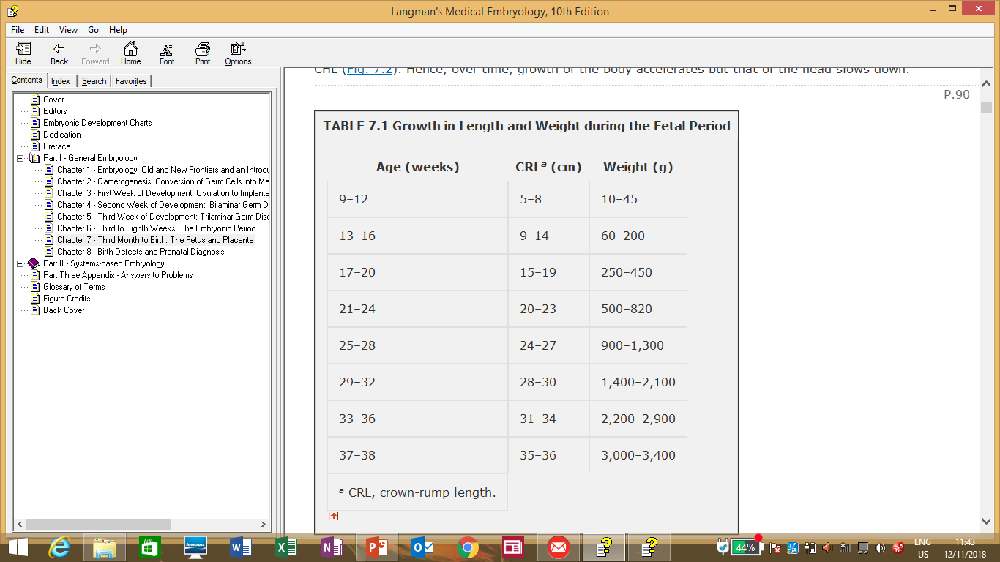 Langman's Medical Embryology, 10th Edition
File Edit View Go Help
Hide Back Forward Home Font Print Options
Contents Index Search Favorites
Cover
Editors
Embryonic Development Charts
Dedication
Preface
Part I - General Embryology
Chapter 1 - Embryology: Old and New Frontiers and an Introdu
Chapter 2 - Gametogenesis: Conversion of Germ Cells into Ma
Chapter 3 - First Week of Development: Ovulation to Implanta
Chapter 4 - Second Week of Development: Bilaminar Germ D
Chapter 5 - Third Week of Development: Trilaminar Germ Disc
Chapter 6 - Third to Eighth Weeks: The Embryonic Period
Chapter 7 - Third Month to Birth: The Fetus and Placenta
Chapter 8 - Birth Defects and Prenatal Diagnosis
Part II - Systems-based Embryology
Part Three Appendix - Answers to Problems
Glossary of Terms
Figure Credits
Back Cover
CHL (Fig. 7.2). Hence, over time, growth of the body accelerates but that of the head slows down.
P.90
TABLE 7.1 Growth in Length and Weight during the Fetal Period
Age (weeks) CRLᵃ (cm) Weight (g)
9–12 5–8 10–45
13–16 9–14 60–200
17–20 15–19 250–450
21–24 20–23 500–820
25–28 24–27 900–1,300
29–32 28–30 1,400–2,100
33–36 31–34 2,200–2,900
37–38 35–36 3,000–3,400
ᵃ CRL, crown-rump length.
lenovo
44%
ENG
US
11:43
12/11/2018